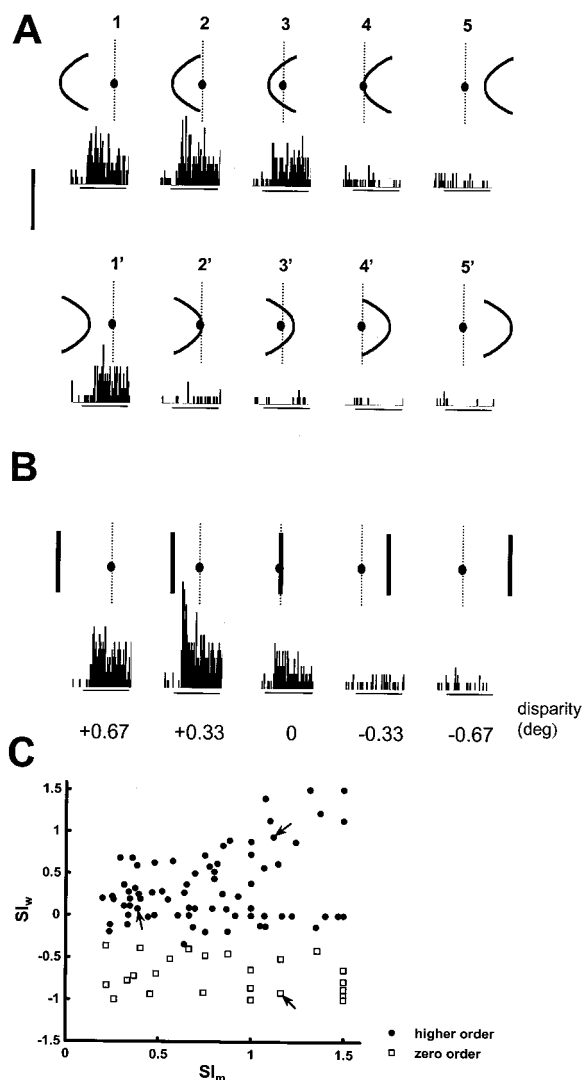 A
1 2 3 4 5
1' 2' 3' 4' 5'
B
+0.67 +0.33 0 -0.33 -0.67
disparity
(deg)
C
1.5
1
0.5
0
-0.5
-1
-1.5
SIw
0 0.5 1 1.5
SIm
higher order
zero order